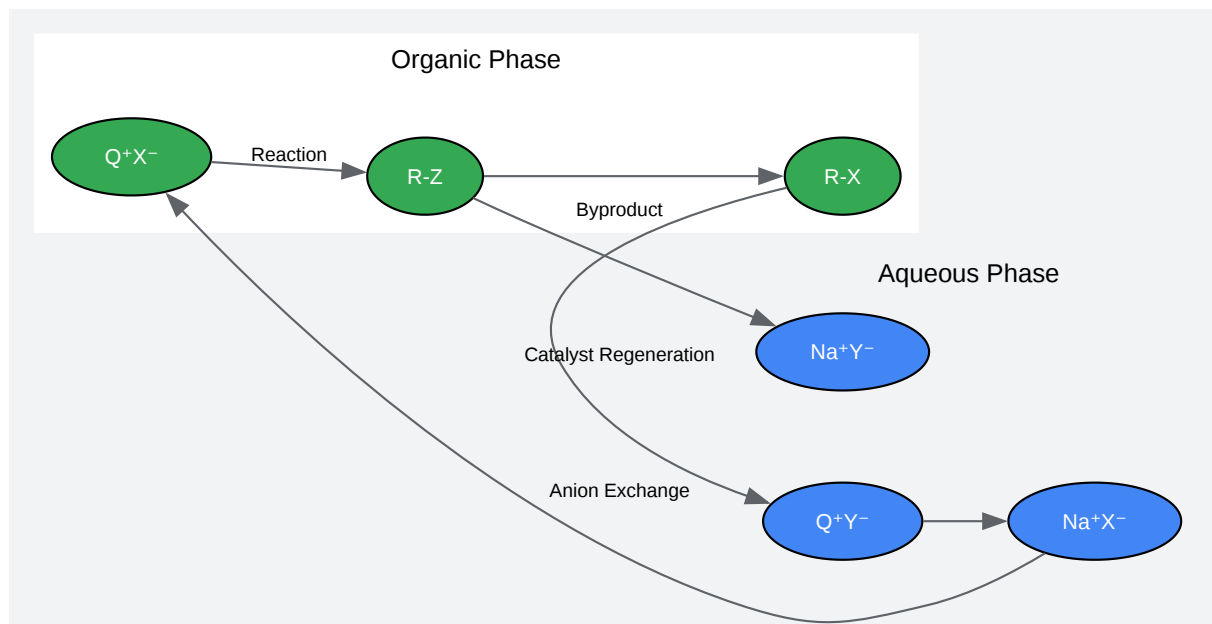 Organic Phase
Q⁺X⁻
Reaction
R-Z
R-X
Byproduct
Aqueous Phase
Na⁺Y⁻
Catalyst Regeneration
Anion Exchange
Q⁺Y⁻
Na⁺X⁻